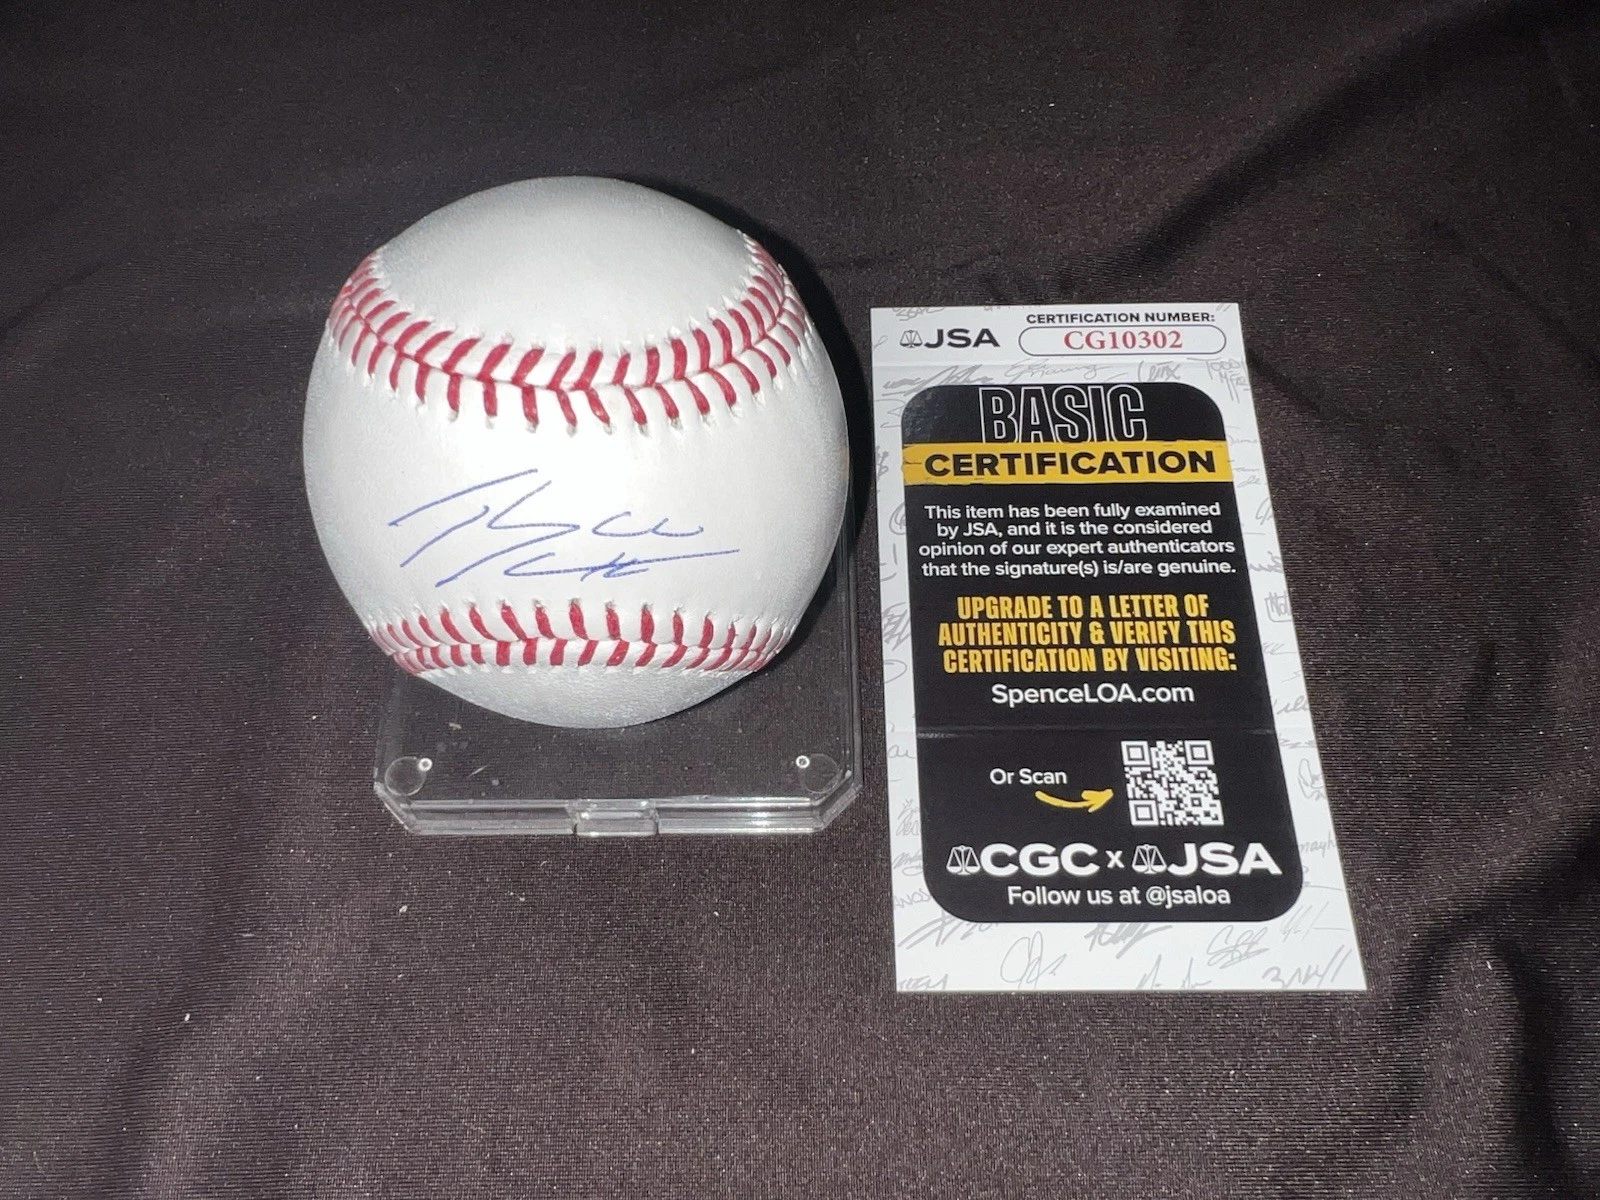 JSA
CERTIFICATION NUMBER:
CG10302
BASIC
CERTIFICATION
This item has been fully examined
by JSA, and it is the considered
opinion of our expert authenticators
that the signature(s) is/are genuine.
UPGRADE TO A LETTER OF
AUTHENTICITY & VERIFY THIS
CERTIFICATION BY VISITING:
SpenceLOA.com
Or Scan
CGC x JSA
Follow us at @jsaloa